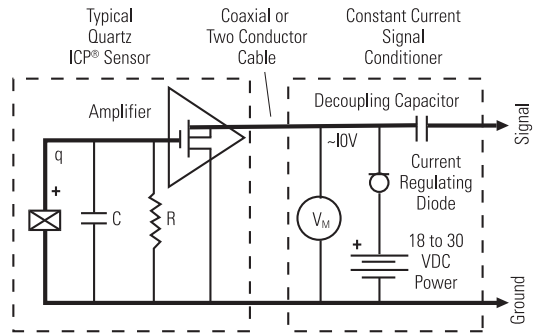 Typical
Quartz
ICP® Sensor
Coaxial or
Two Conductor
Cable
Constant Current
Signal
Conditioner
Amplifier
Decoupling Capacitor
Signal
q
~10V
+
C
R
VM
Current
Regulating
Diode
+
18 to 30
VDC
Power
Ground